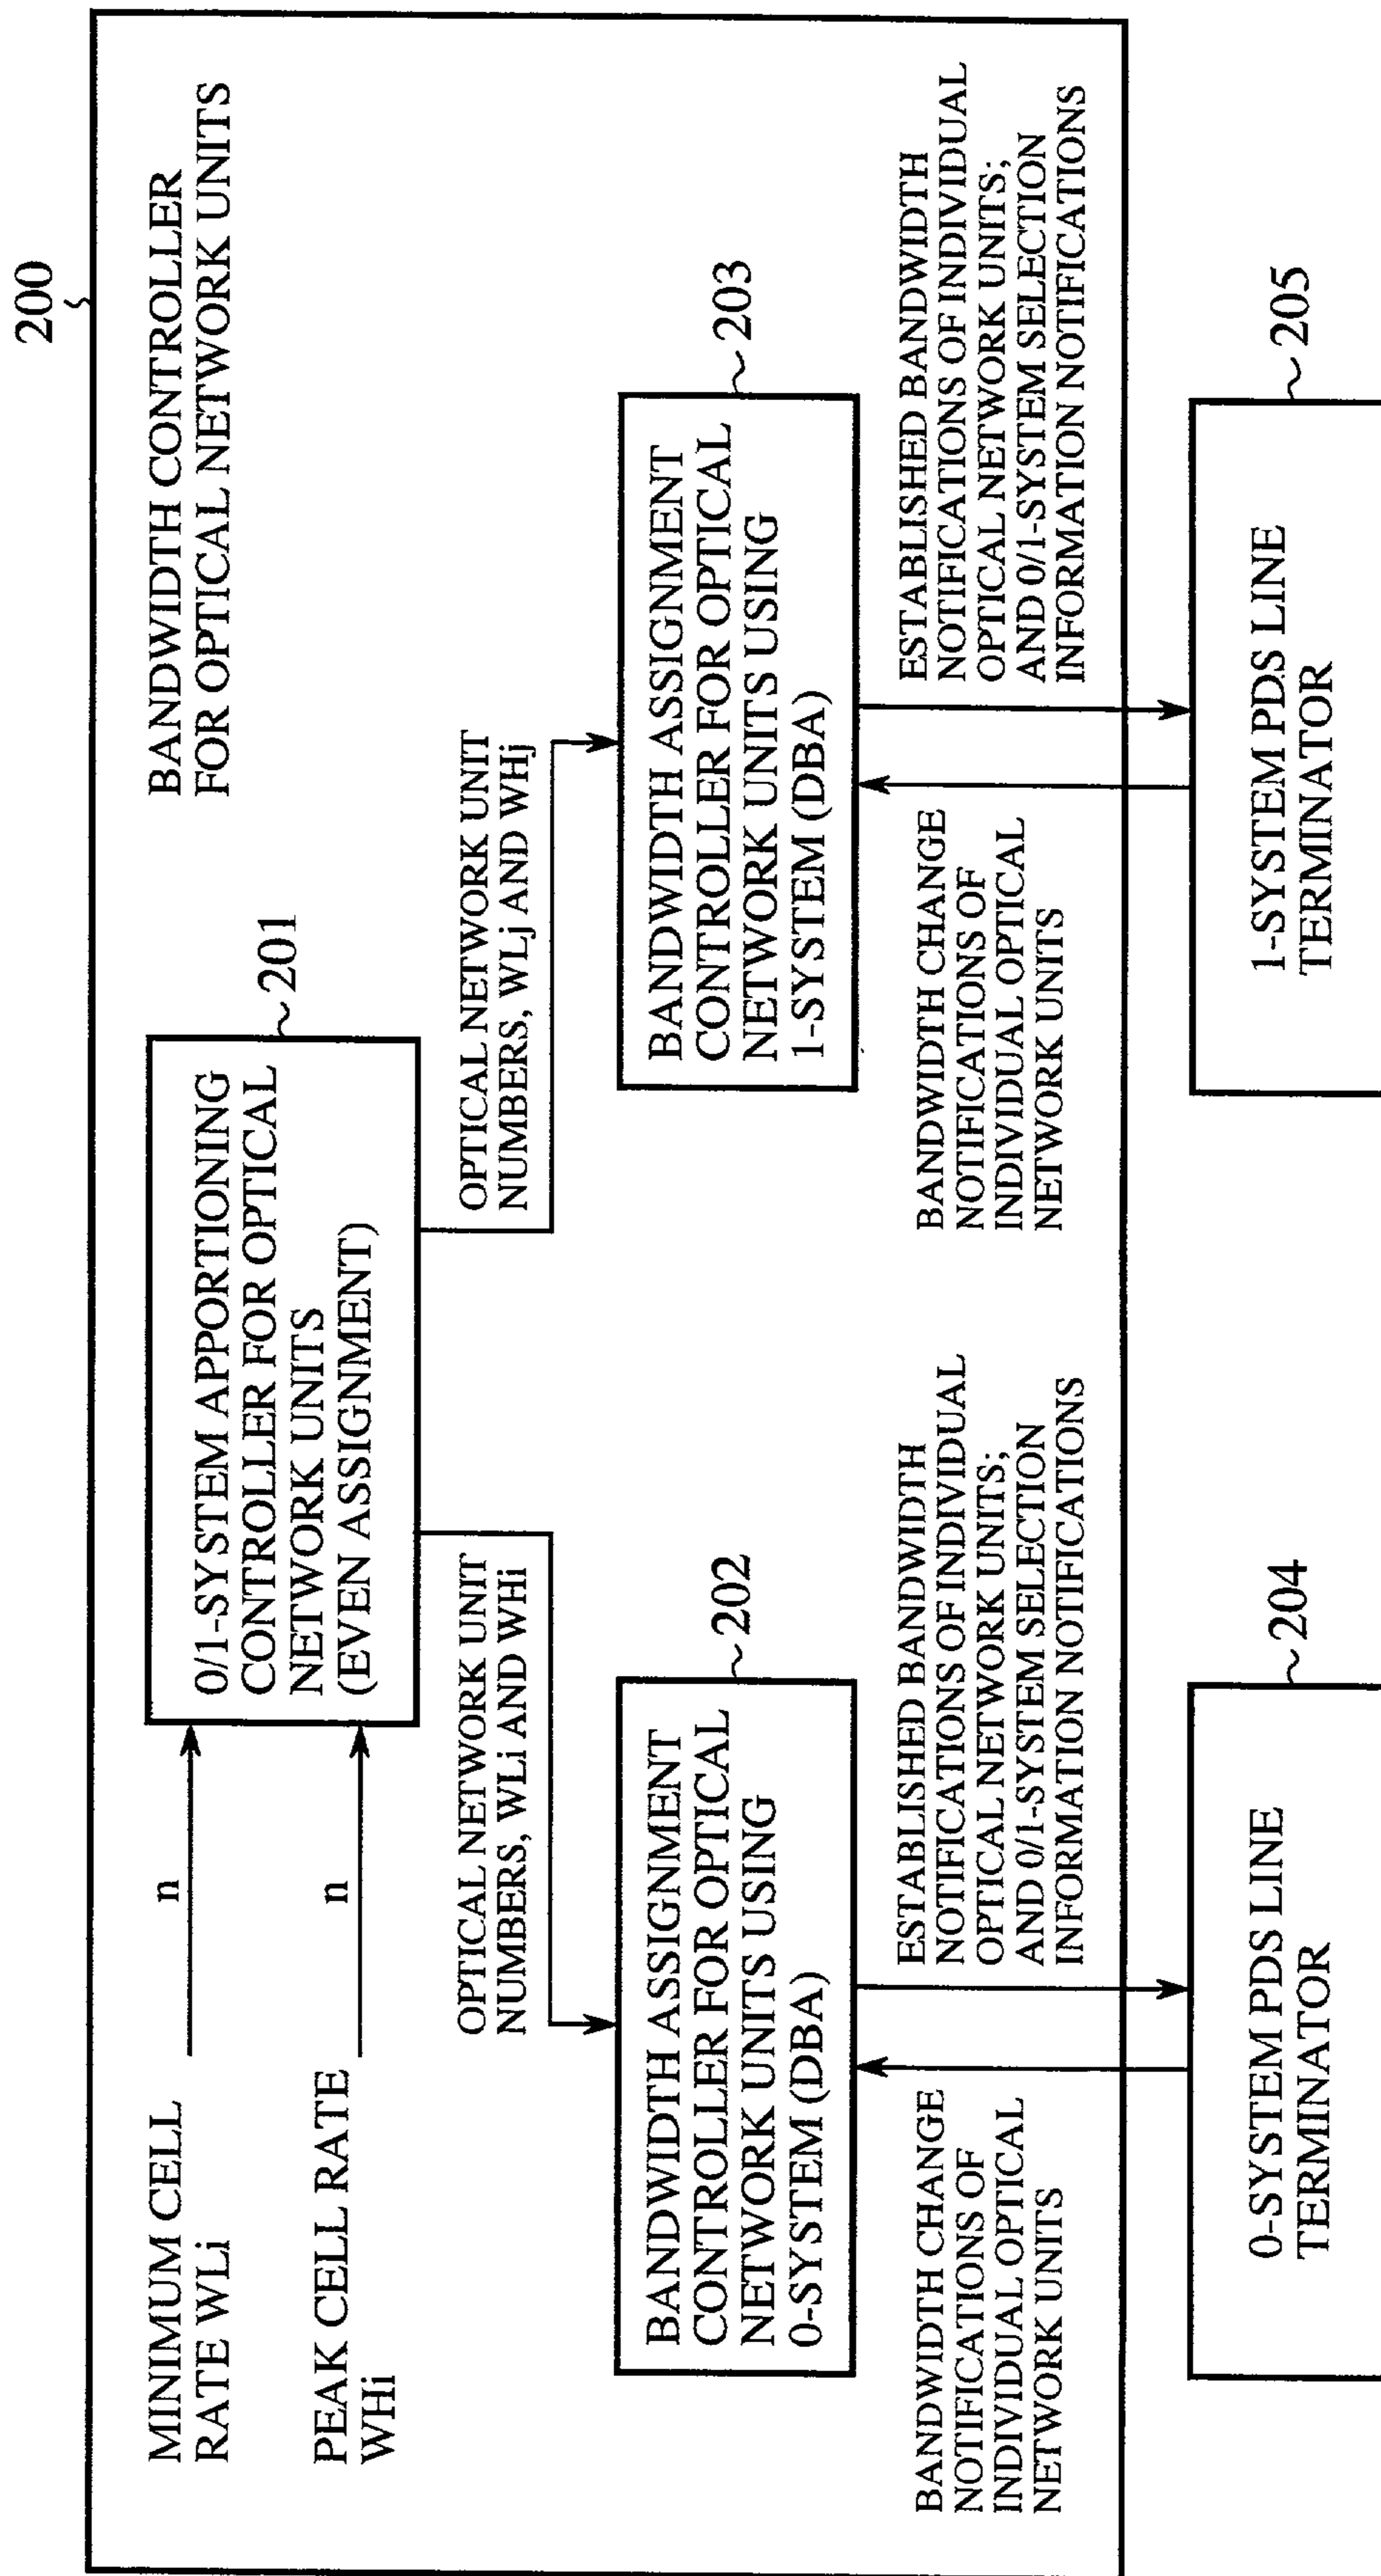 200
BANDWIDTH CONTROLLER
FOR OPTICAL NETWORK UNITS
MINIMUM CELL
RATE WLi
n
PEAK CELL RATE
WHi
n
201
0/1-SYSTEM APPORTIONING
CONTROLLER FOR OPTICAL
NETWORK UNITS
(EVEN ASSIGNMENT)
OPTICAL NETWORK UNIT
NUMBERS, WLi AND WHi
OPTICAL NETWORK UNIT
NUMBERS, WLj AND WHj
202
BANDWIDTH ASSIGNMENT
CONTROLLER FOR OPTICAL
NETWORK UNITS USING
0-SYSTEM (DBA)
203
BANDWIDTH ASSIGNMENT
CONTROLLER FOR OPTICAL
NETWORK UNITS USING
1-SYSTEM (DBA)
BANDWIDTH CHANGE
NOTIFICATIONS OF
INDIVIDUAL OPTICAL
NETWORK UNITS
ESTABLISHED BANDWIDTH
NOTIFICATIONS OF INDIVIDUAL
OPTICAL NETWORK UNITS;
AND 0/1-SYSTEM SELECTION
INFORMATION NOTIFICATIONS
BANDWIDTH CHANGE
NOTIFICATIONS OF
INDIVIDUAL OPTICAL
NETWORK UNITS
ESTABLISHED BANDWIDTH
NOTIFICATIONS OF INDIVIDUAL
OPTICAL NETWORK UNITS;
AND 0/1-SYSTEM SELECTION
INFORMATION NOTIFICATIONS
204
0-SYSTEM PDS LINE
TERMINATOR
205
1-SYSTEM PDS LINE
TERMINATOR